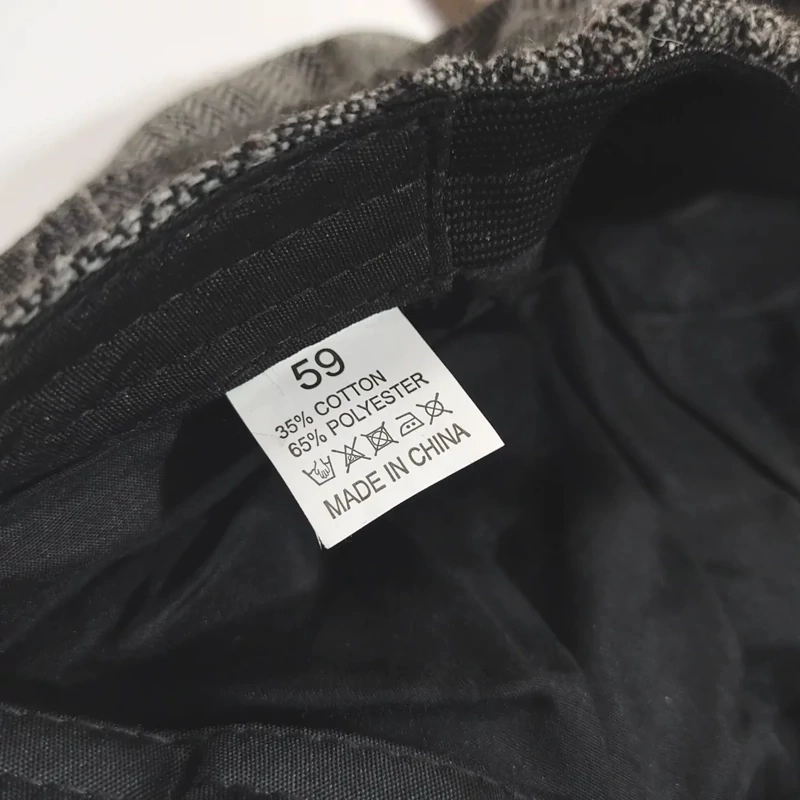 59
35% COTTON
65% POLYESTER
MADE IN CHINA